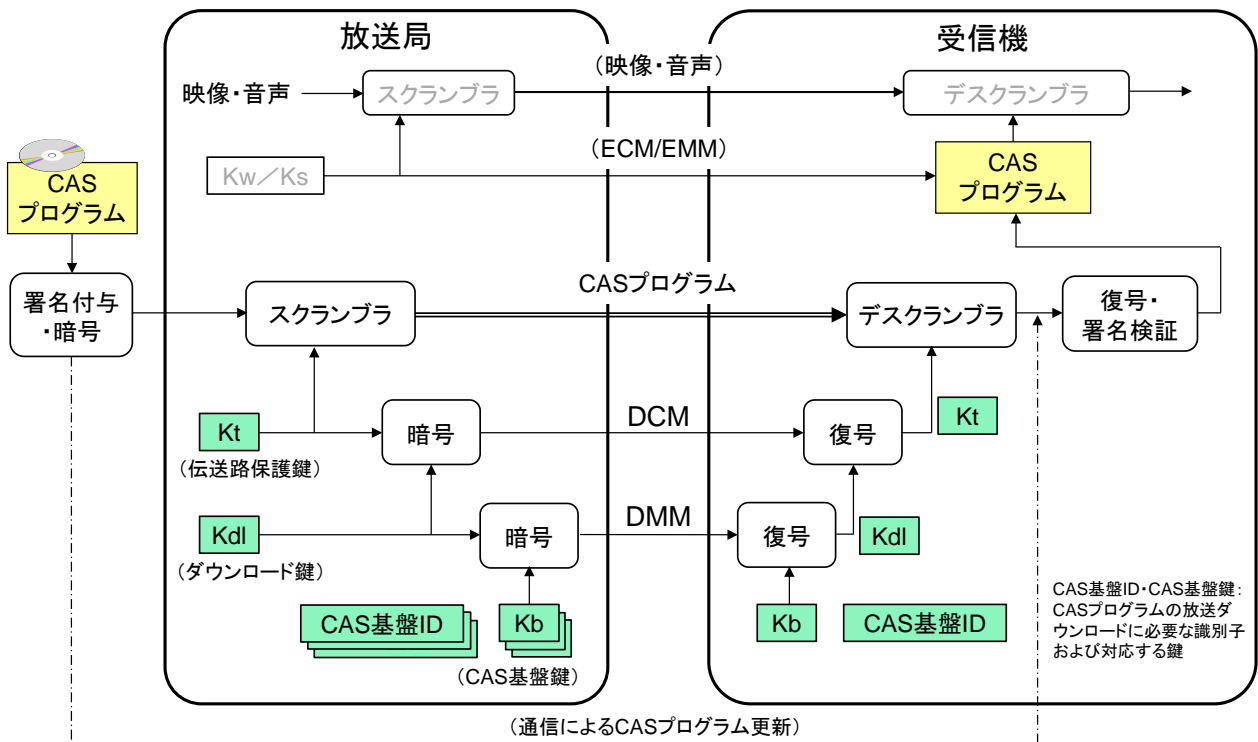 放送局
受信機
(映像・音声)
映像・音声
スクランブラ
デスクランブラ
(ECM/EMM)
Kw／Ks
CAS
プログラム
CAS
プログラム
CASプログラム
署名付与
・暗号
スクランブラ
デスクランブラ
復号・
署名検証
Kt
(伝送路保護鍵)
暗号
DCM
復号
Kt
Kdl
(ダウンロード鍵)
暗号
DMM
復号
Kdl
CAS基盤ID
Kb
(CAS基盤鍵)
Kb
CAS基盤ID
CAS基盤ID・CAS基盤鍵：
CASプログラムの放送ダ
ウンロードに必要な識別子
および対応する鍵
(通信によるCASプログラム更新)